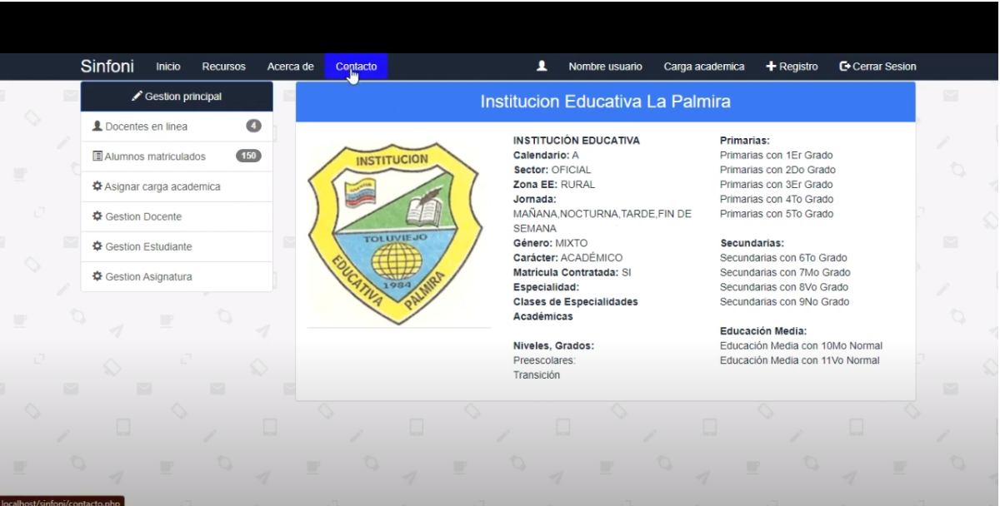 Sinfoni Inicio Recursos Acerca de Contacto Nombre usuario Carga academica Registro Cerrar Sesion
Gestion principal
Docentes en linea 4
Alumnos matriculados 150
Asignar carga academica
Gestion Docente
Gestion Estudiante
Gestion Asignatura
Institucion Educativa La Palmira
INSTITUCION
TOLUVIEJO
1984
EDUCATIVA PALMIRA
INSTITUCIÓN EDUCATIVA
Calendario: A
Sector: OFICIAL
Zona EE: RURAL
Jornada:
MAÑANA,NOCTURNA,TARDE,FIN DE
SEMANA
Género: MIXTO
Carácter: ACADÉMICO
Matricula Contratada: SI
Especialidad:
Clases de Especialidades
Académicas
Niveles, Grados:
Preescolares:
Transición
Primarias:
Primarias con 1Er Grado
Primarias con 2Do Grado
Primarias con 3Er Grado
Primarias con 4To Grado
Primarias con 5To Grado
Secundarias:
Secundarias con 6To Grado
Secundarias con 7Mo Grado
Secundarias con 8Vo Grado
Secundarias con 9No Grado
Educación Media:
Educación Media con 10Mo Normal
Educación Media con 11Vo Normal
localhost/sinfoni/contacto.php